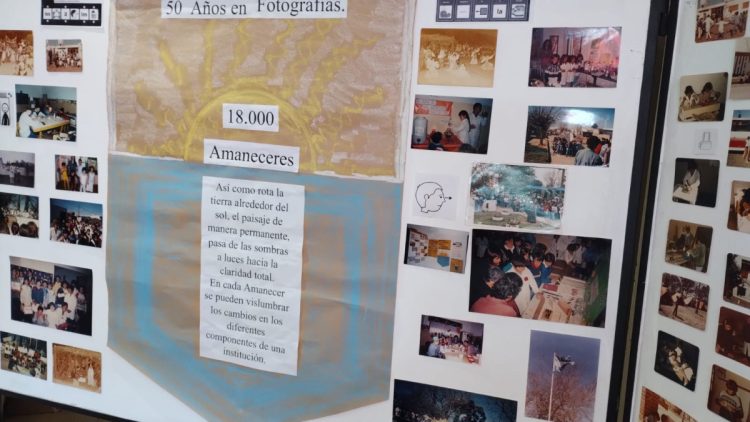 50 Años en Fotografías.
18.000
Amaneceres
Así como rota la
tierra alrededor del
sol, el paisaje de
manera permanente,
pasa de las sombras
a luces hacia la
claridad total.
En cada Amanecer
se pueden vislumbrar
los cambios en los
diferentes
componentes de una
institución.